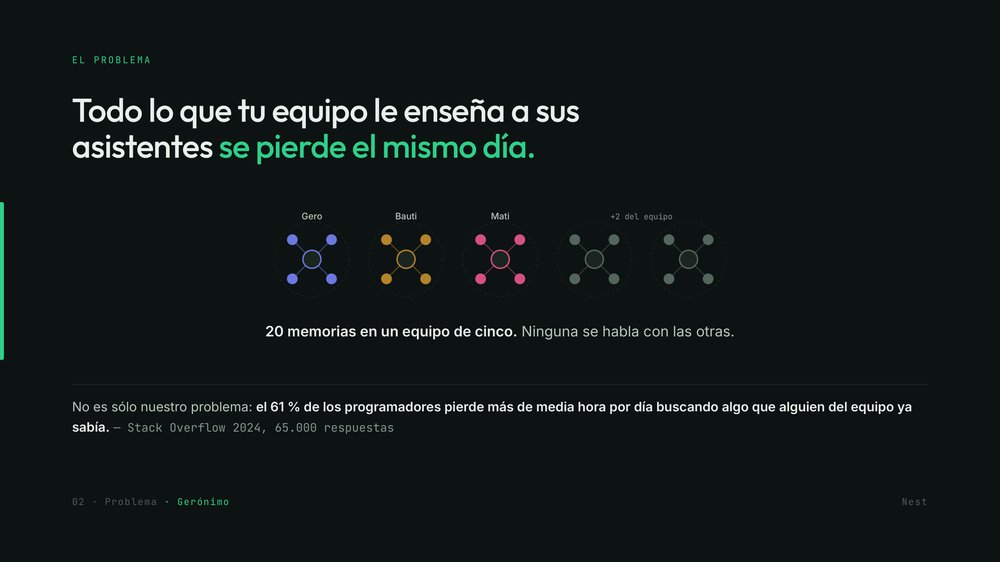 EL PROBLEMA
Todo lo que tu equipo le enseña a sus
asistentes se pierde el mismo día.
Gero Bauti Mati +2 del equipo
20 memorias en un equipo de cinco. Ninguna se habla con las otras.
No es sólo nuestro problema: el 61 % de los programadores pierde más de media hora por día buscando algo que alguien del equipo ya
sabía. — Stack Overflow 2024, 65.000 respuestas
02 · Problema · Gerónimo Nest